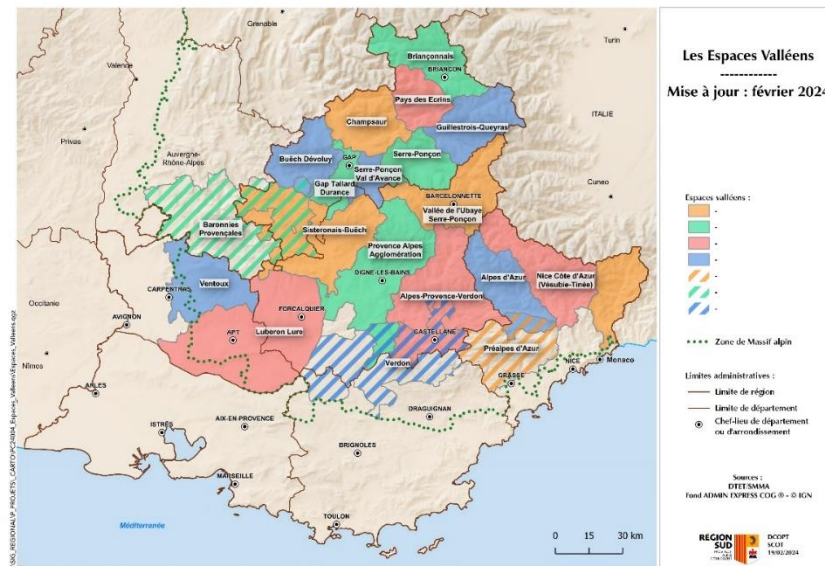 Grenoble
Turin
Valence
Privas
Auvergne-
Rhône-Alpes
ITALIE
Cuneo
Occitanie
Nîmes
Briançonnais
BRIANÇON
Pays des Ecrins
Champsaur
Guillestrois-Queyras
Buëch Dévoluy
GAP
Serre-Ponçon
Serre-Ponçon
Val d'Avance
Gap Tallard
Durance
BARCELONNETTE
Vallée de l'Ubaye
Serre-Ponçon
Baronnies
Provençales
Sisteronais-Buëch
Provence Alpes
Agglomération
DIGNE-LES-BAINS
Ventoux
CARPENTRAS
Alpes d'Azur
Nice Côte d'Azur
(Vésubie-Tinée)
Alpes-Provence-Verdon
FORCALQUIER
AVIGNON
APT
Luberon Lure
CASTELLANE
Préalpes d'Azur
Verdon
GRASSE
NICE
Monaco
ARLES
DRAGUIGNAN
AIX-EN-PROVENCE
ISTRES
BRIGNOLES
MARSEILLE
TOULON
Méditerranée
0 15 30 km
Les Espaces Valléens
------------
Mise à jour : février 2024
Espaces valléens :
-
-
-
-
-
-
-
Zone de Massif alpin
Limites administratives :
Limite de région
Limite de département
Chef-lieu de département
ou d'arrondissement
Sources :
DTET/SMMA
Fond ADMIN EXPRESS COG ® - © IGN
REGION
SUD
DCOPT
SCOT
19/02/2024